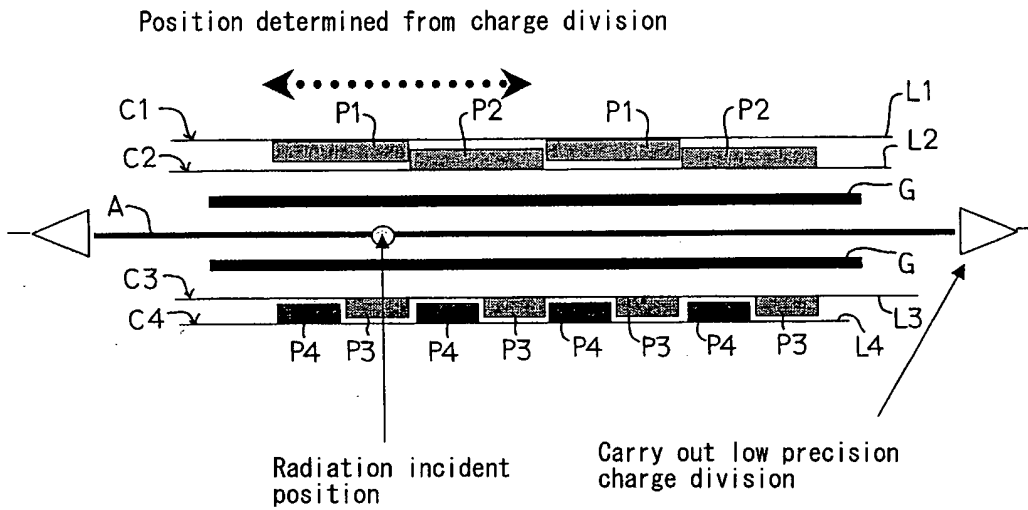 Position determined from charge division
C1 P1 P2 P1 P2 L1
C2 L2
A G
G
C3 L3
C4 L4
P4 P3 P4 P3 P4 P3 P4 P3
Radiation incident
position
Carry out low precision
charge division